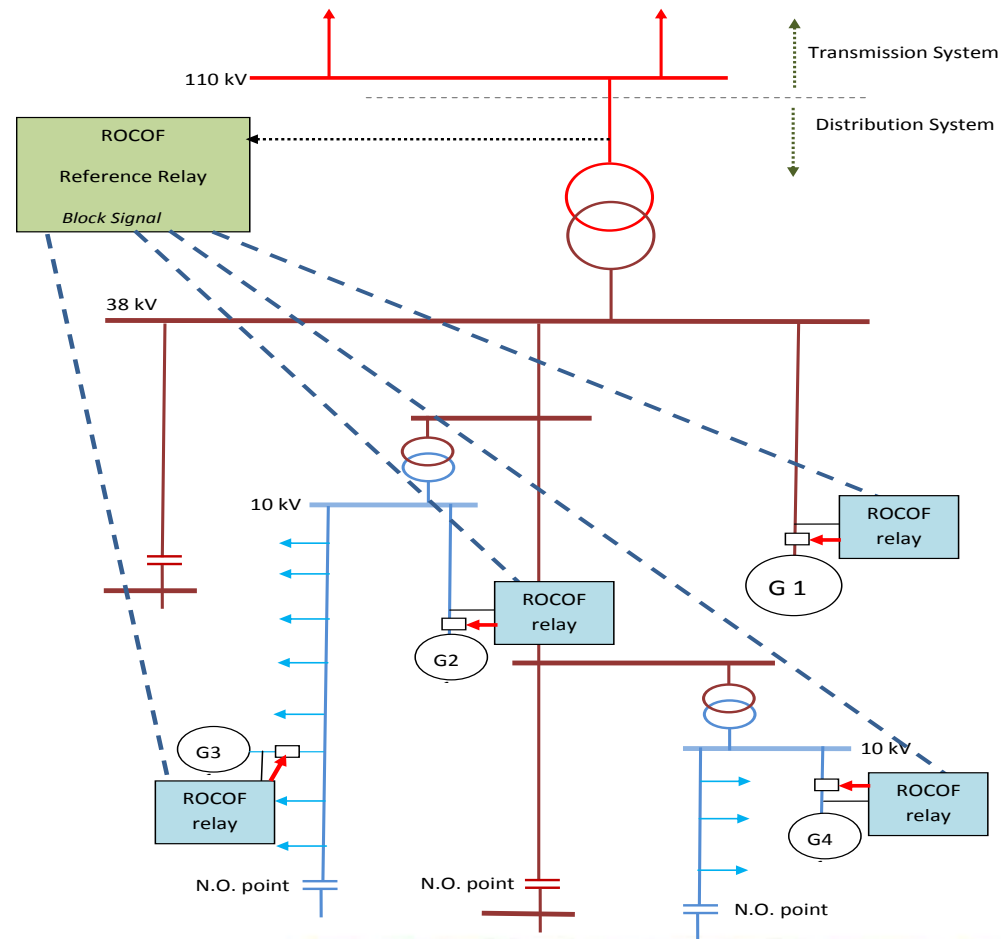 Transmission System
110 kV
Distribution System
ROCOF
Reference Relay
Block Signal
38 kV
10 kV
ROCOF
relay
G 1
ROCOF
relay
G2
G3
10 kV
ROCOF
relay
ROCOF
relay
G4
N.O. point
N.O. point
N.O. point